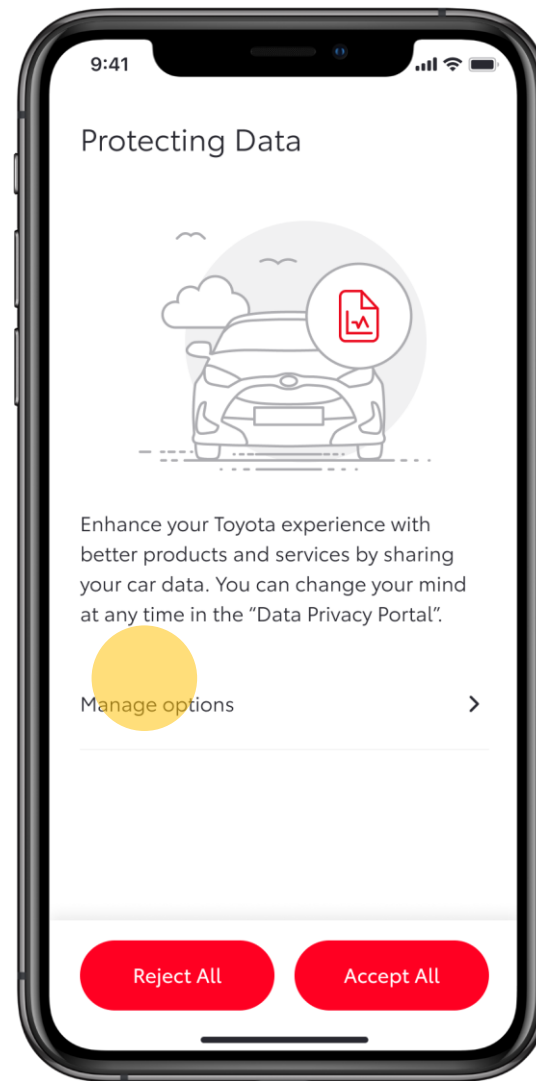 9:41
Protecting Data
Enhance your Toyota experience with
better products and services by sharing
your car data. You can change your mind
at any time in the “Data Privacy Portal”.
Manage options
Reject All
Accept All